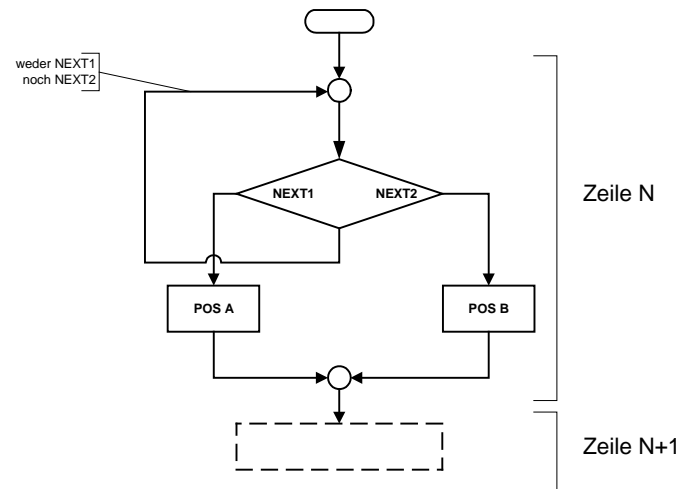 weder NEXT1
noch NEXT2
NEXT1
NEXT2
Zeile N
POS A
POS B
Zeile N+1